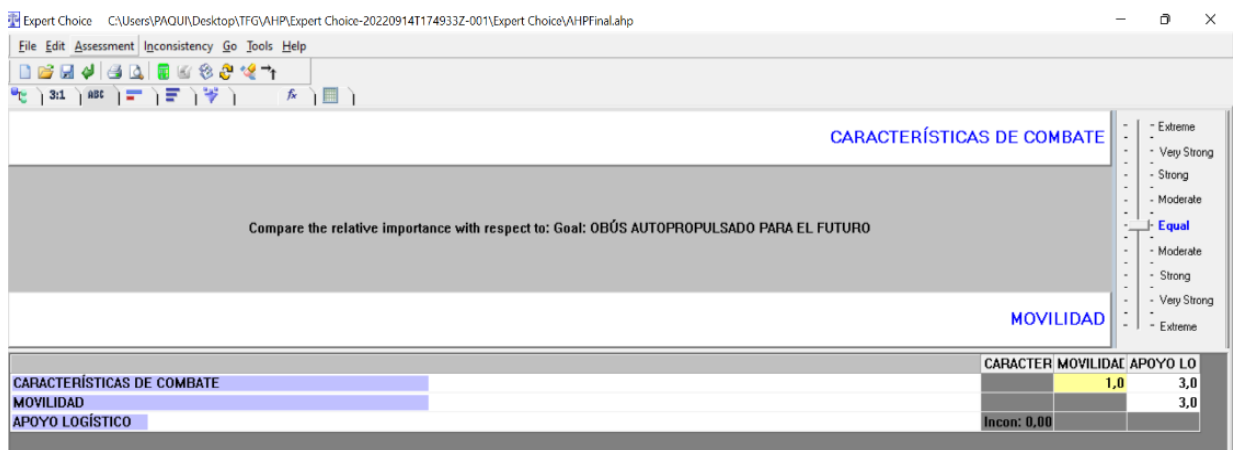 Expert Choice C:\Users\PAQUI\Desktop\TFG\AHP\Expert Choice-20220914T174933Z-001\Expert Choice\AHPFinal.ahp
File Edit Assessment Inconsistency Go Tools Help
3:1 ABC fx
CARACTERÍSTICAS DE COMBATE
Compare the relative importance with respect to: Goal: OBÚS AUTOPROPULSADO PARA EL FUTURO
MOVILIDAD
Extreme
Very Strong
Strong
Moderate
Equal
Moderate
Strong
Very Strong
Extreme
CARACTER MOVILIDAD APOYO LO
CARACTERÍSTICAS DE COMBATE 1,0 3,0
MOVILIDAD 3,0
APOYO LOGÍSTICO Incon: 0,00